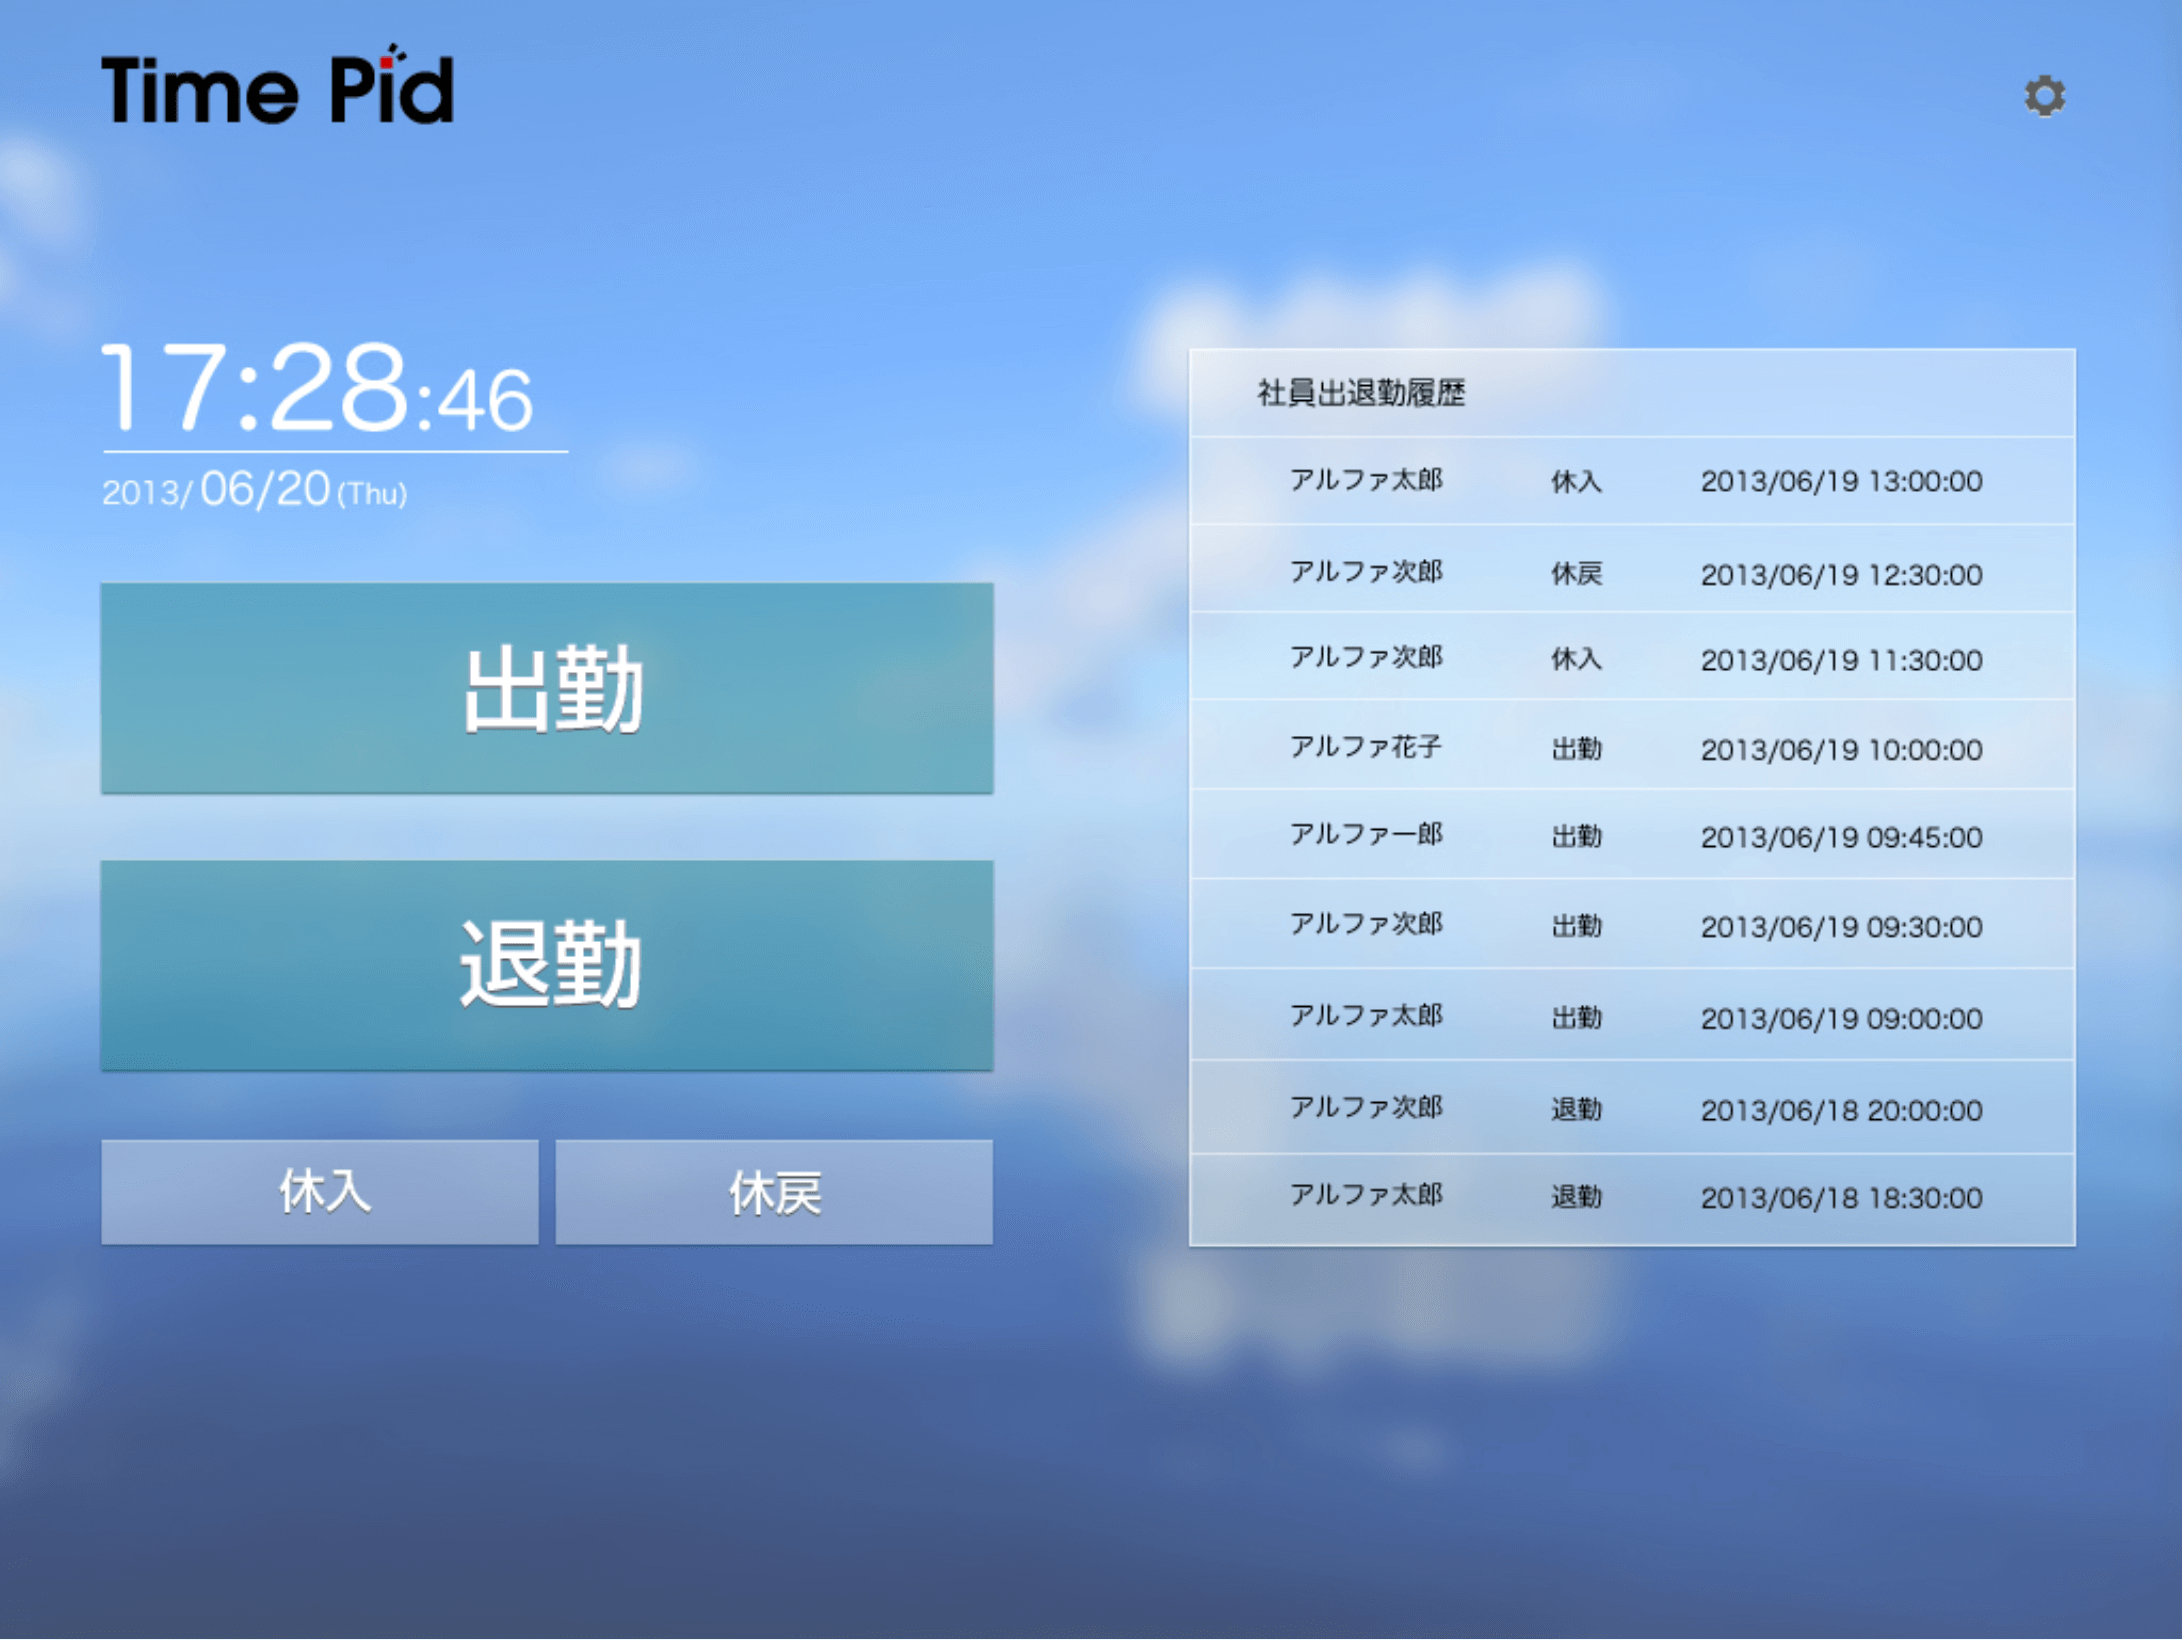 Time Pid
17:28:46
2013/06/20(Thu)
出勤
退勤
休入 休戻
社員出退勤履歴
アルファ太郎 休入 2013/06/19 13:00:00
アルファ次郎 休戻 2013/06/19 12:30:00
アルファ次郎 休入 2013/06/19 11:30:00
アルファ花子 出勤 2013/06/19 10:00:00
アルファ一郎 出勤 2013/06/19 09:45:00
アルファ次郎 出勤 2013/06/19 09:30:00
アルファ太郎 出勤 2013/06/19 09:00:00
アルファ次郎 退勤 2013/06/18 20:00:00
アルファ太郎 退勤 2013/06/18 18:30:00